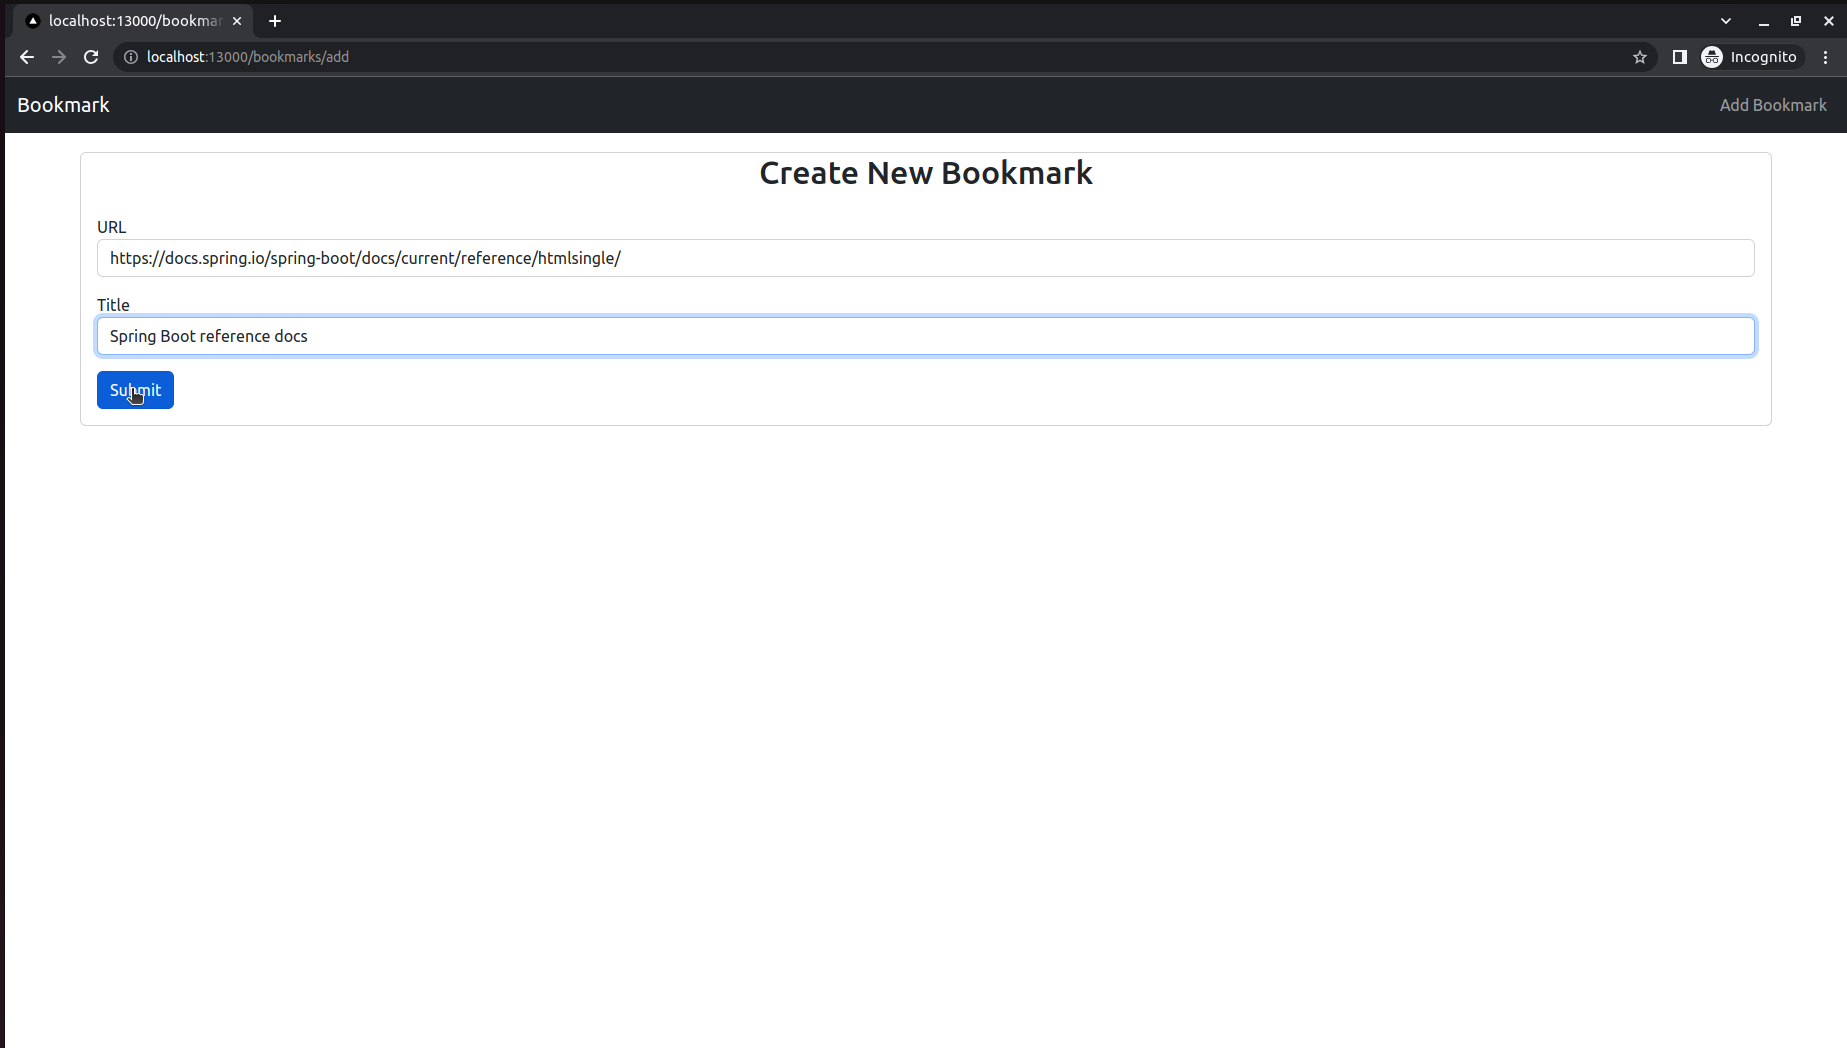 localhost:13000/bookmar
localhost:13000/bookmarks/add
Incognito
Bookmark
Add Bookmark
Create New Bookmark
URL
https://docs.spring.io/spring-boot/docs/current/reference/htmlsingle/
Title
Spring Boot reference docs
Submit